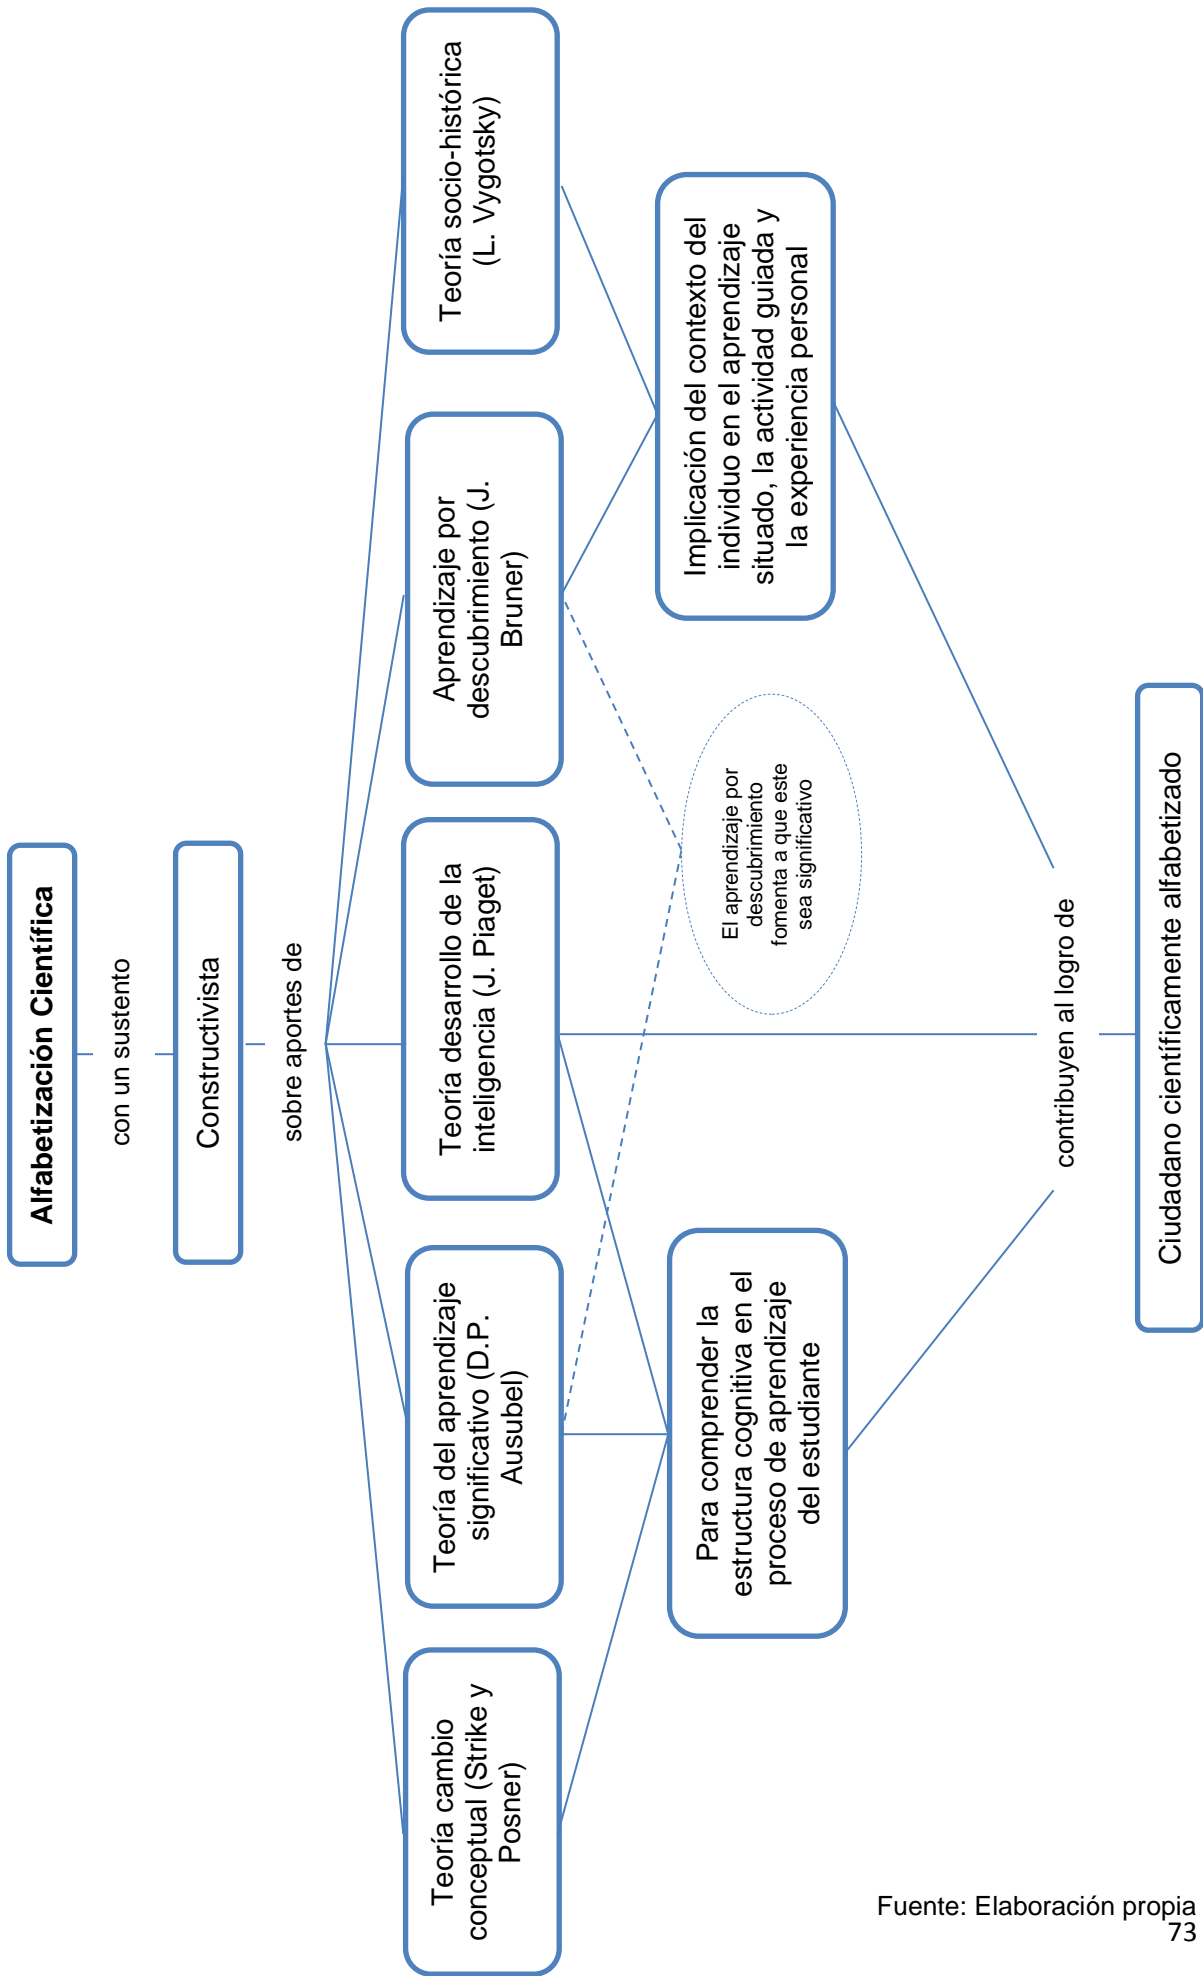 Alfabetización Científica
con un sustento
Constructivista
sobre aportes de
Teoría cambio
conceptual (Strike y
Posner)
Teoría del aprendizaje
significativo (D.P.
Ausubel)
Teoría desarrollo de la
inteligencia (J. Piaget)
Aprendizaje por
descubrimiento (J.
Bruner)
Teoría socio-histórica
(L. Vygotsky)
Para comprender la
estructura cognitiva en el
proceso de aprendizaje
del estudiante
El aprendizaje por
descubrimiento
fomenta a que este
sea significativo
Implicación del contexto del
individuo en el aprendizaje
situado, la actividad guiada y
la experiencia personal
contribuyen al logro de
Ciudadano científicamente alfabetizado
Fuente: Elaboración propia
73